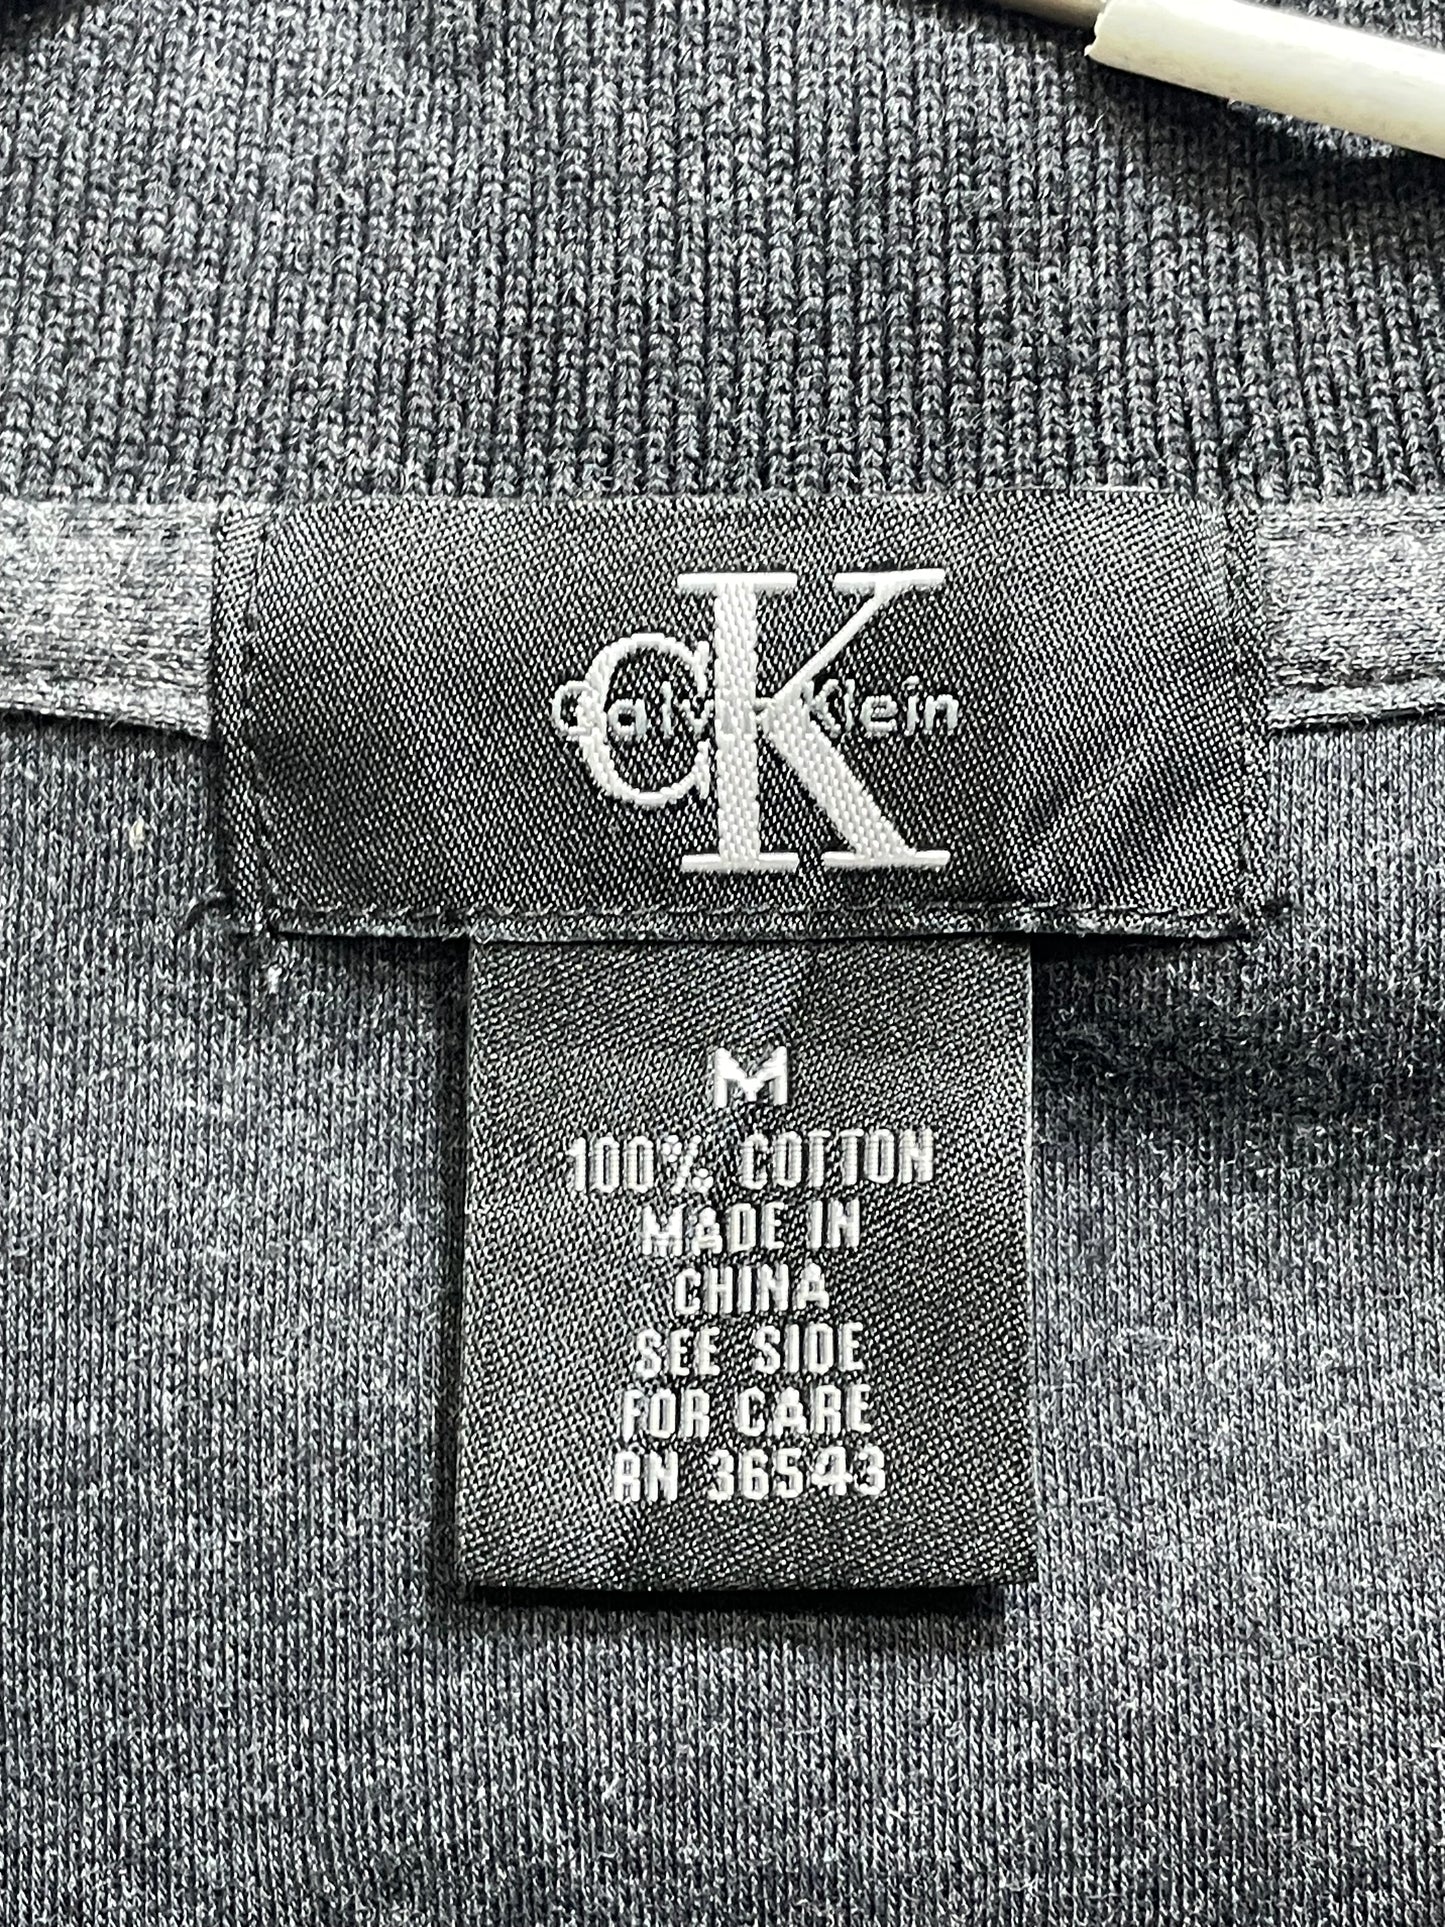 CK
Calvin Klein
M
100% COTTON
MADE IN
CHINA
SEE SIDE
FOR CARE
RN 36543